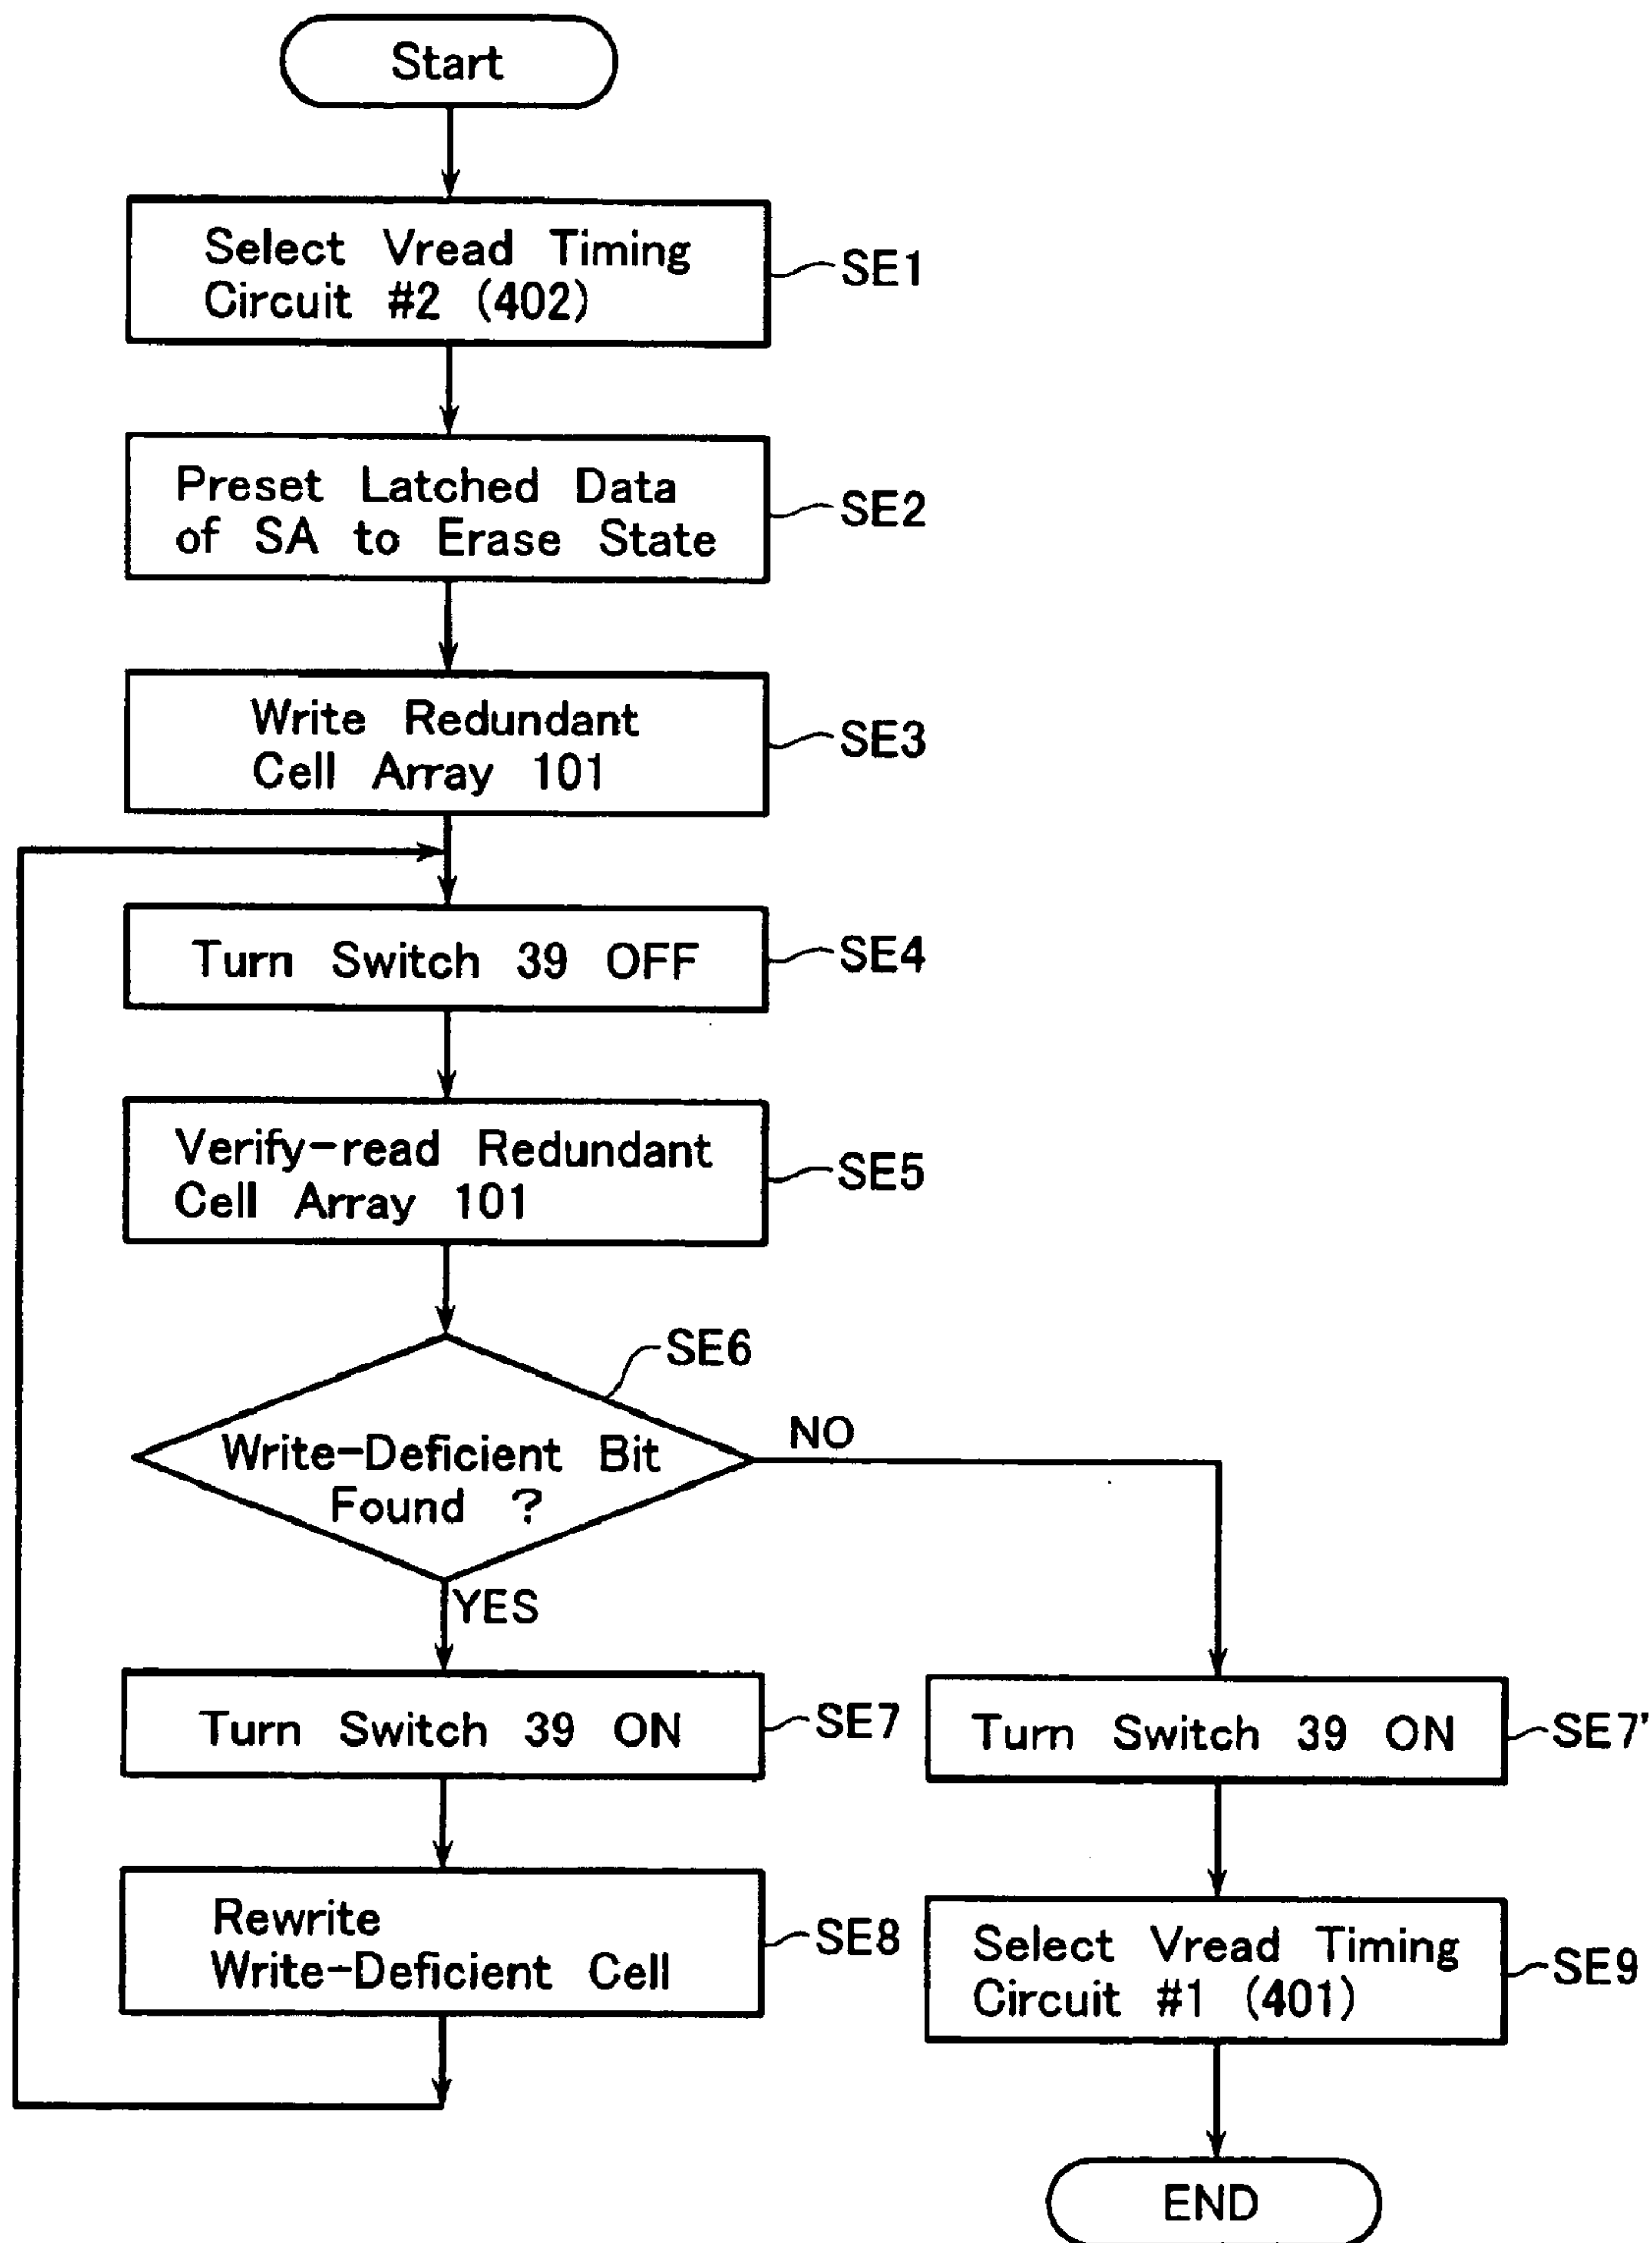 Start
Select Vread Timing
Circuit #2 (402)
SE1
Preset Latched Data
of SA to Erase State
SE2
Write Redundant
Cell Array 101
SE3
Turn Switch 39 OFF
SE4
Verify-read Redundant
Cell Array 101
SE5
SE6
Write-Deficient Bit
Found ?
NO
YES
Turn Switch 39 ON
SE7
Turn Switch 39 ON
SE7'
Rewrite
Write-Deficient Cell
SE8
Select Vread Timing
Circuit #1 (401)
SE9
END